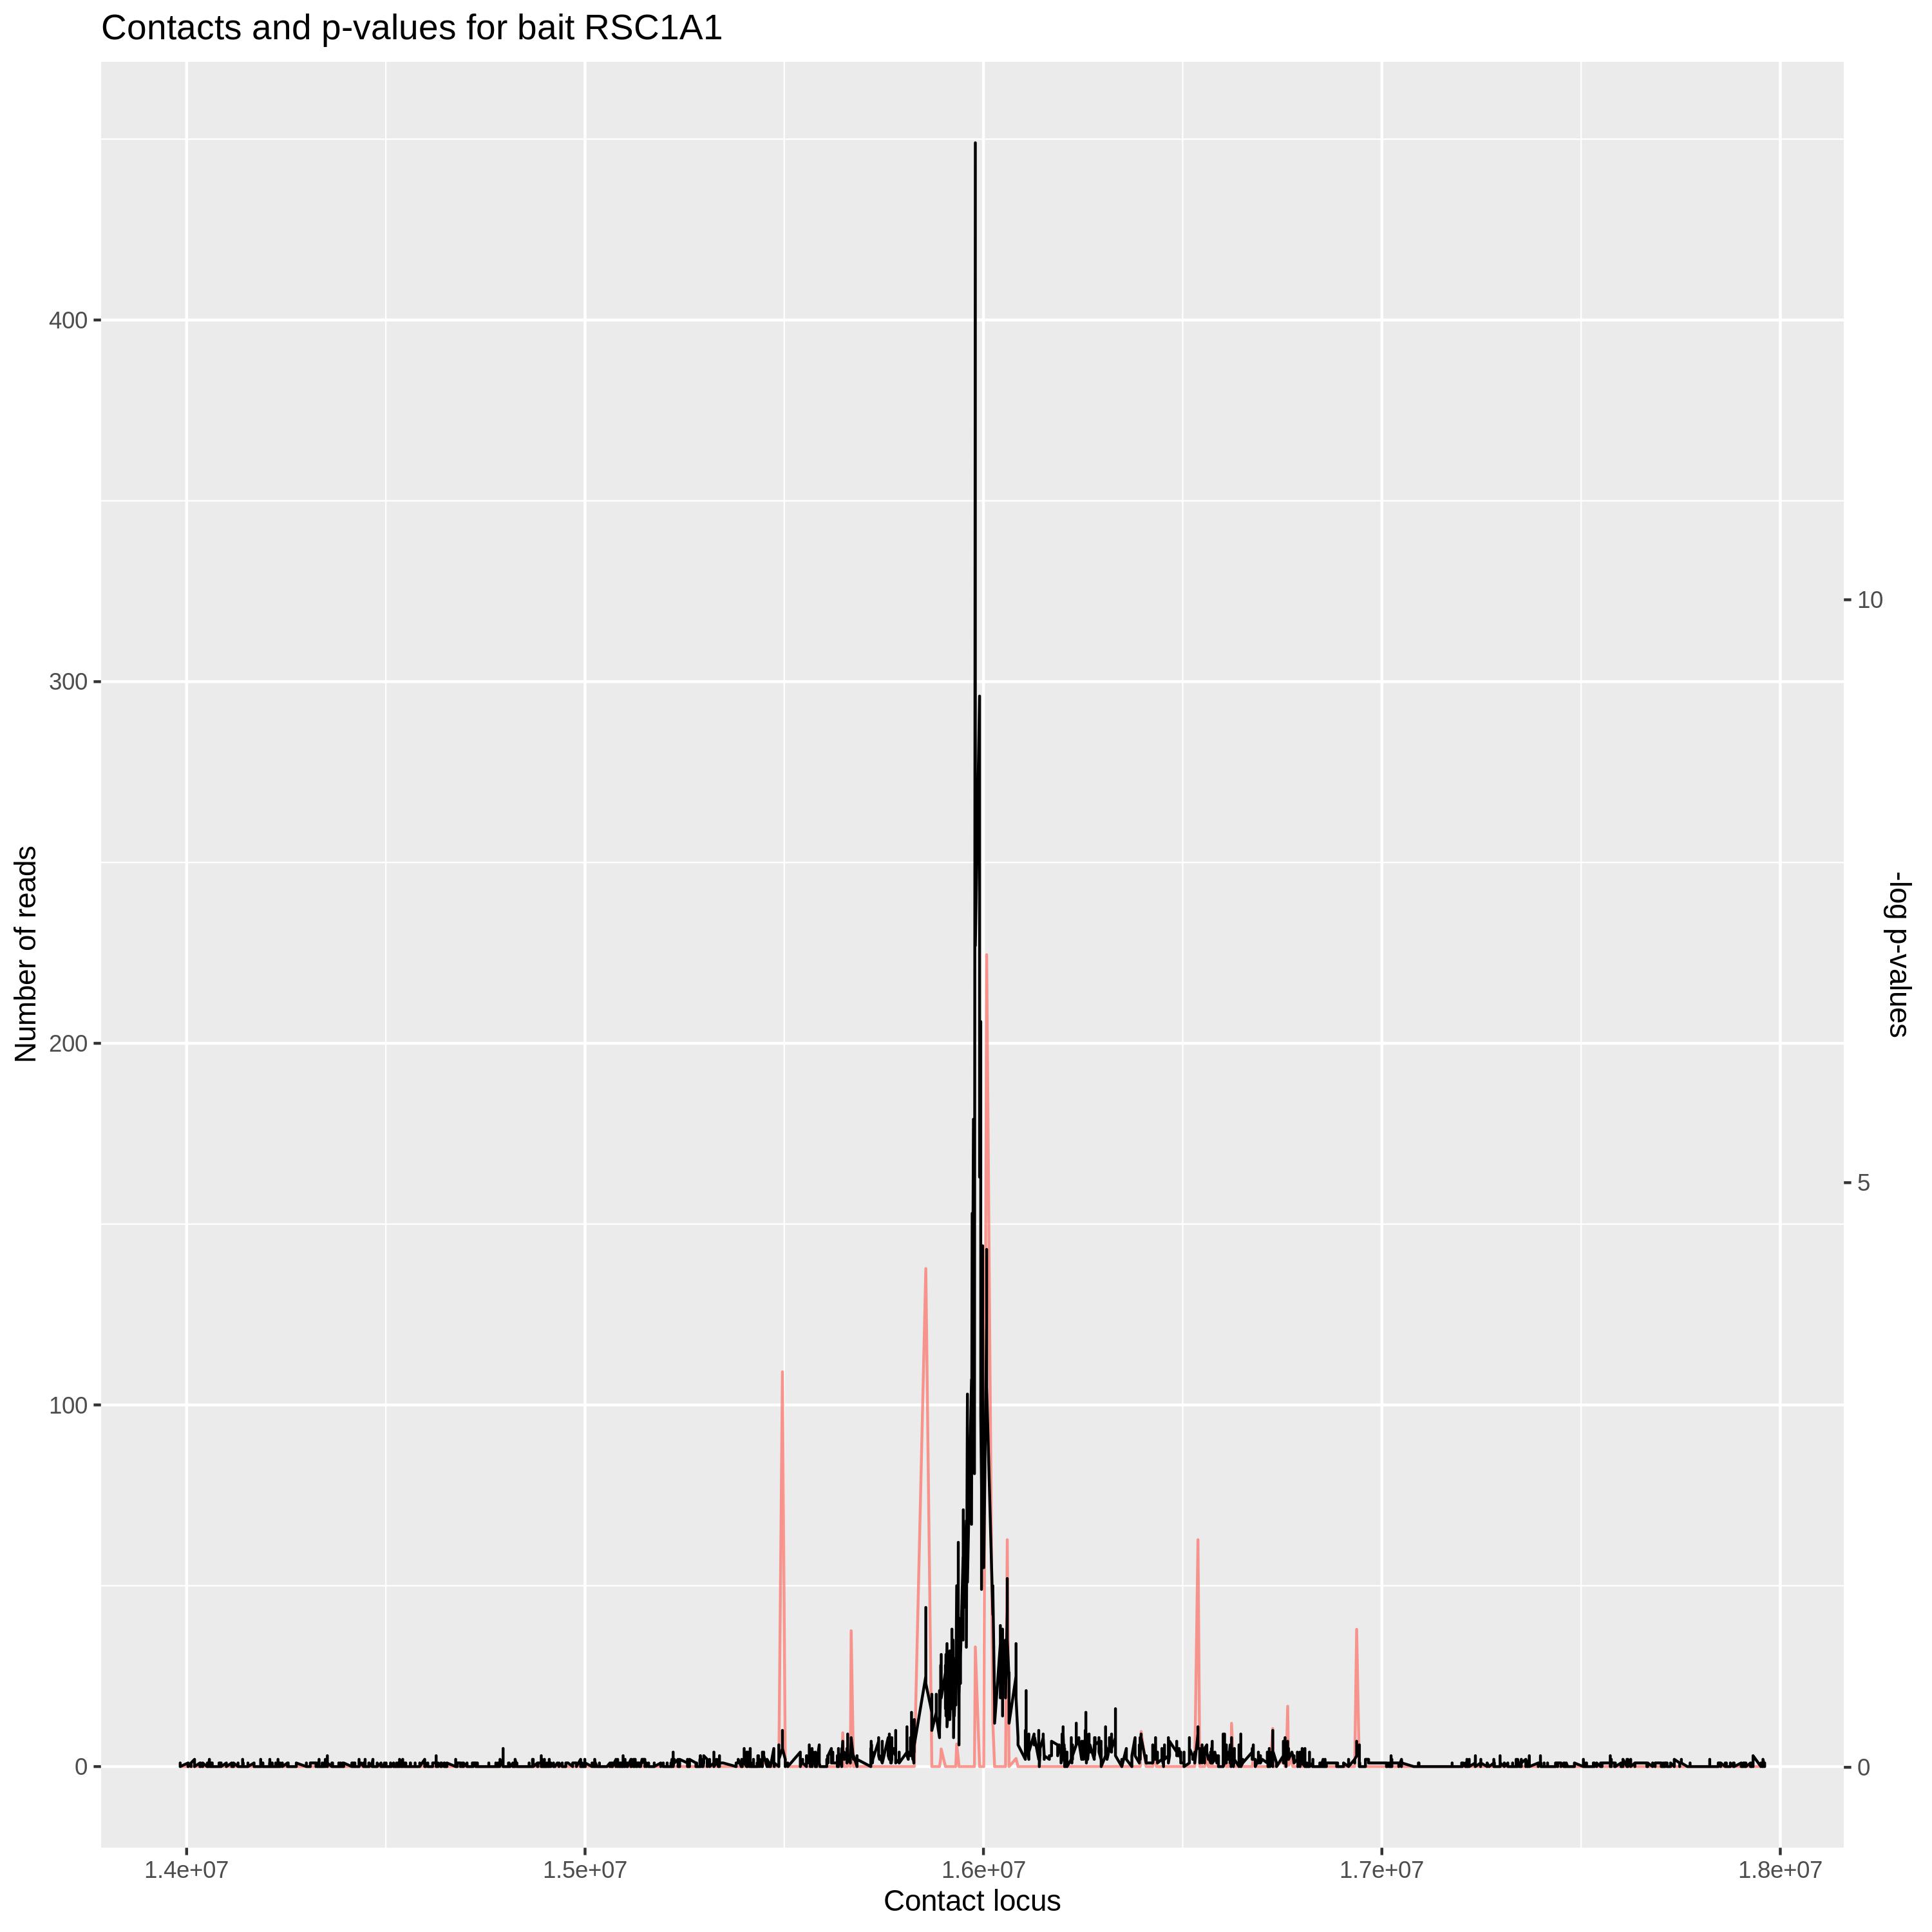 Contacts and p-values for bait RSC1A1
400
300
200
100
0
Number of reads
10
5
0
-log p-values
1.4e+07 1.5e+07 1.6e+07 1.7e+07 1.8e+07
Contact locus